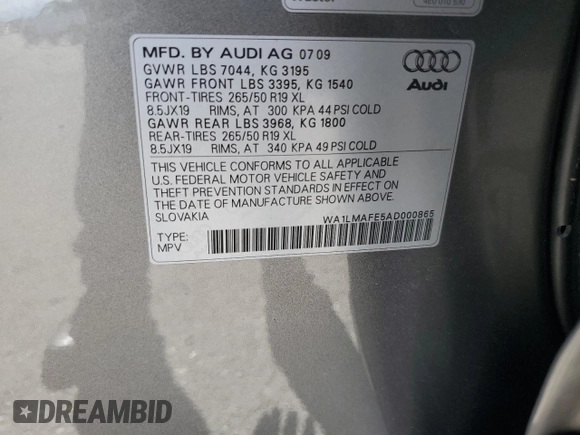 MFD. BY AUDI AG 07 09
GVWR LBS 7044, KG 3195
GAWR FRONT LBS 3395, KG 1540
FRONT-TIRES 265/50 R19 XL
8.5JX19 RIMS, AT 300 KPA 44 PSI COLD
GAWR REAR LBS 3968, KG 1800
REAR-TIRES 265/50 R19 XL
8.5JX19 RIMS, AT 340 KPA 49 PSI COLD
Audi
THIS VEHICLE CONFORMS TO ALL APPLICABLE
U.S. FEDERAL MOTOR VEHICLE SAFETY AND
THEFT PREVENTION STANDARDS IN EFFECT ON
THE DATE OF MANUFACTURE SHOWN ABOVE.
SLOVAKIA
WA1LMAFE5AD000865
TYPE:
MPV
DREAMBID